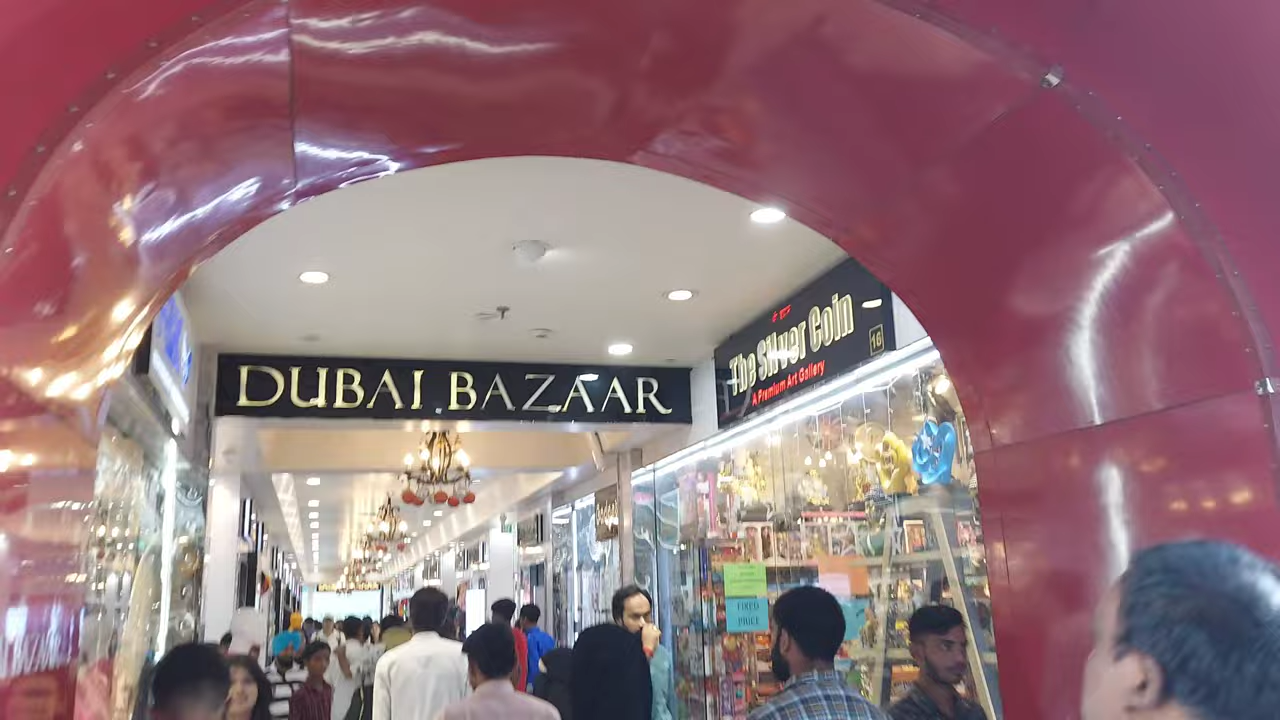 DUBAI BAZAAR
The Silver Coin
A Premium Art Gallery
16
FIXED
PRICE